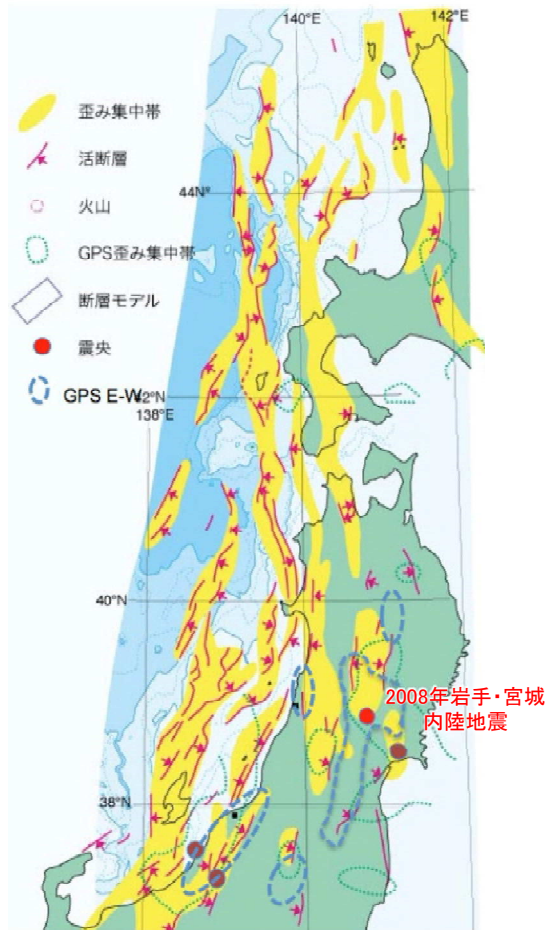 140°E
142°E
歪み集中帯
活断層
44N°
火山
GPS歪み集中帯
断層モデル
震央
GPS E-W
42°N
138°E
40°N
2008年岩手・宮城
内陸地震
38°N